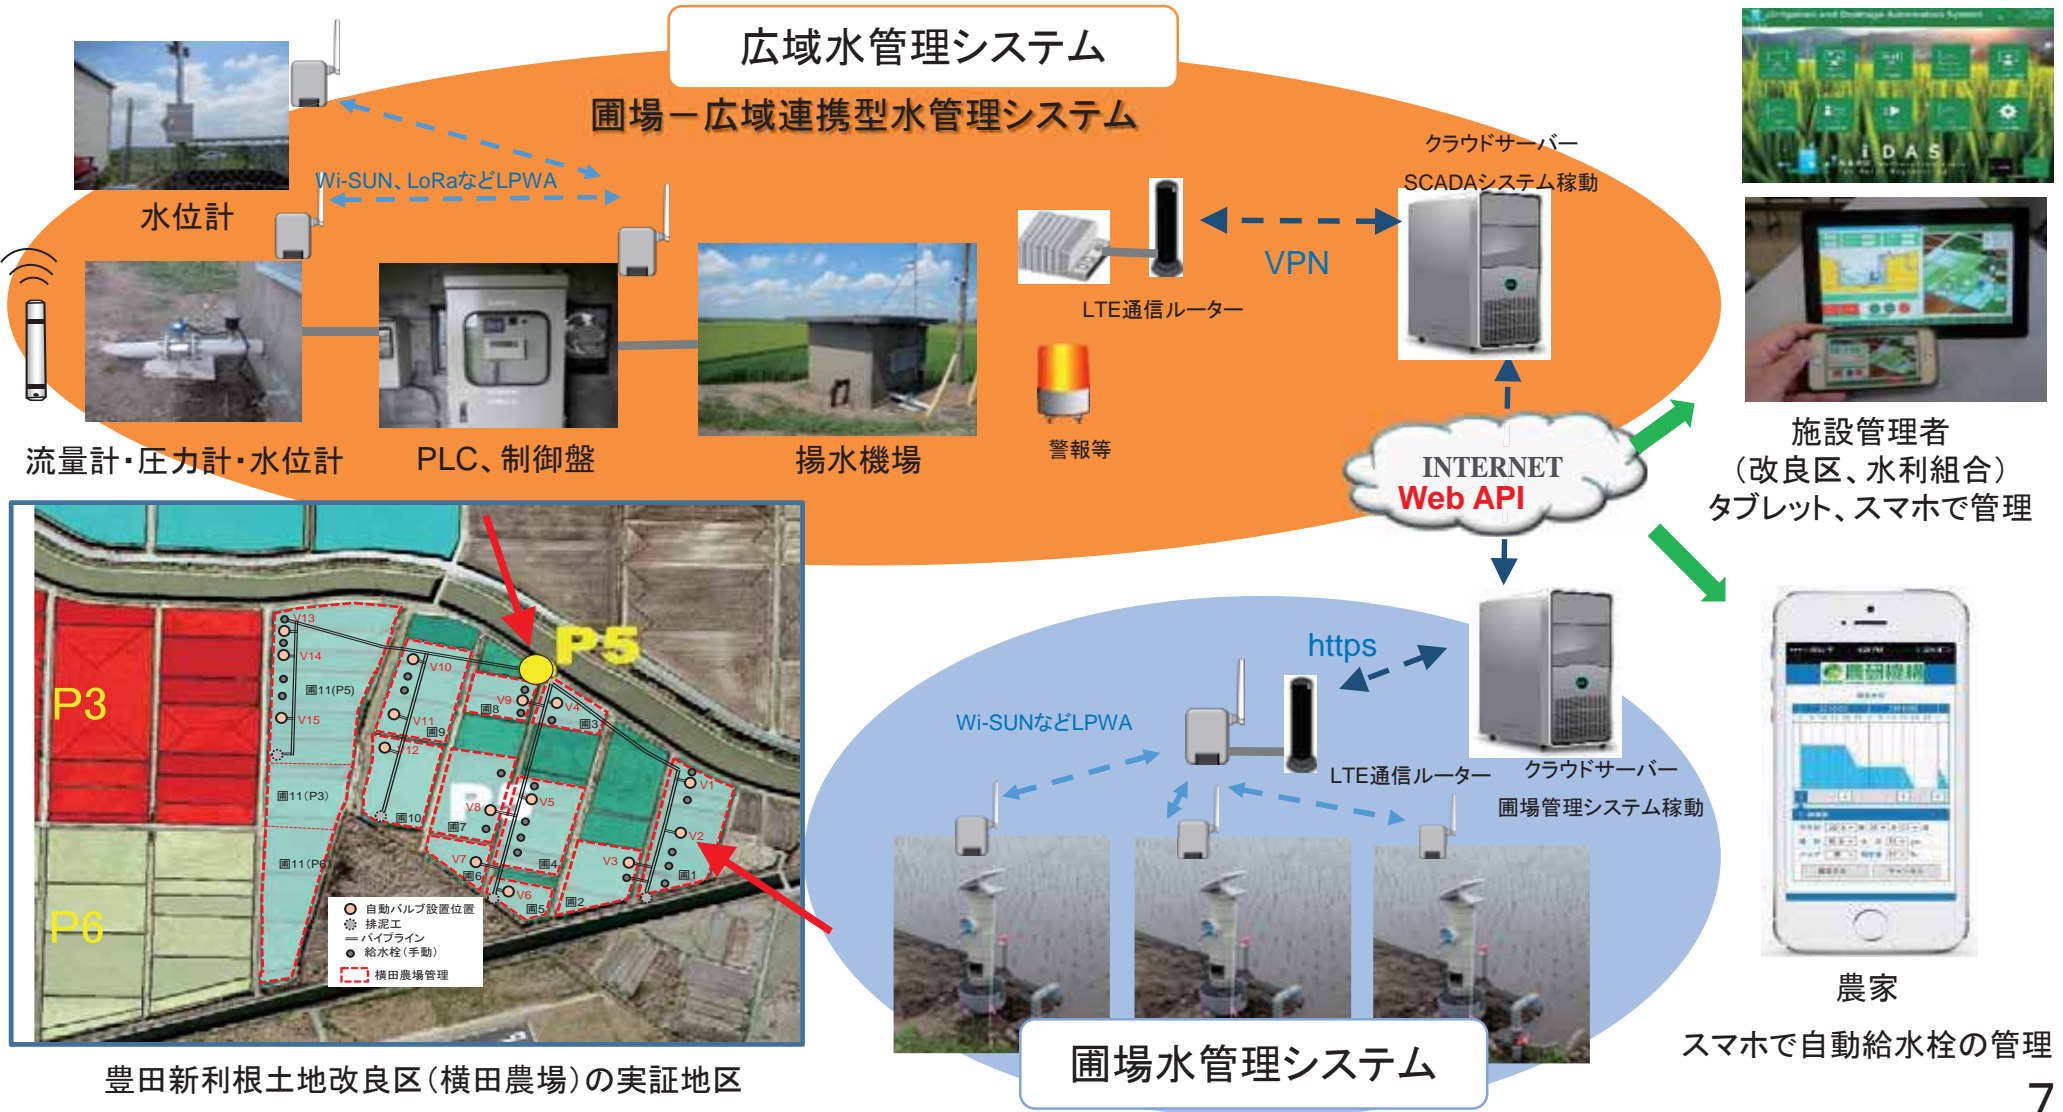 広域水管理システム
圃場－広域連携型水管理システム
Wi-SUN、LoRaなどLPWA
水位計
流量計・圧力計・水位計
PLC、制御盤
揚水機場
LTE通信ルーター
警報等
VPN
クラウドサーバー
SCADAシステム稼動
INTERNET
Web API
iDAS
施設管理者
（改良区、水利組合）
タブレット、スマホで管理
P5
P3
P6
V13
V14
V15
V10
V11
V12
V9
V4
V8
V5
V7
V6
V3
V1
V2
圃11(P5)
圃11(P3)
圃11(P6)
圃9
圃10
圃8
圃3
圃7
圃4
圃6
圃5
圃2
圃1
自動バルブ設置位置
排泥工
パイプライン
給水栓（手動）
横田農場管理
豊田新利根土地改良区（横田農場）の実証地区
https
Wi-SUNなどLPWA
LTE通信ルーター
クラウドサーバー
圃場管理システム稼動
圃場水管理システム
農研機構
農家
スマホで自動給水栓の管理
7